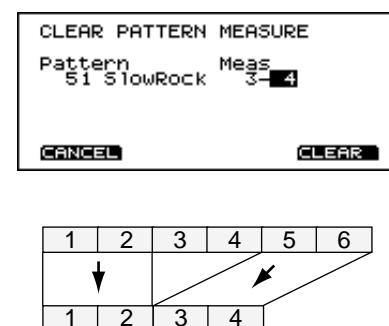 CLEAR PATTERN MEASURE
Pattern Meas
51 SlowRock 3- 4
CANCEL CLEAR
1 2 3 4 5 6
1 2 3 4